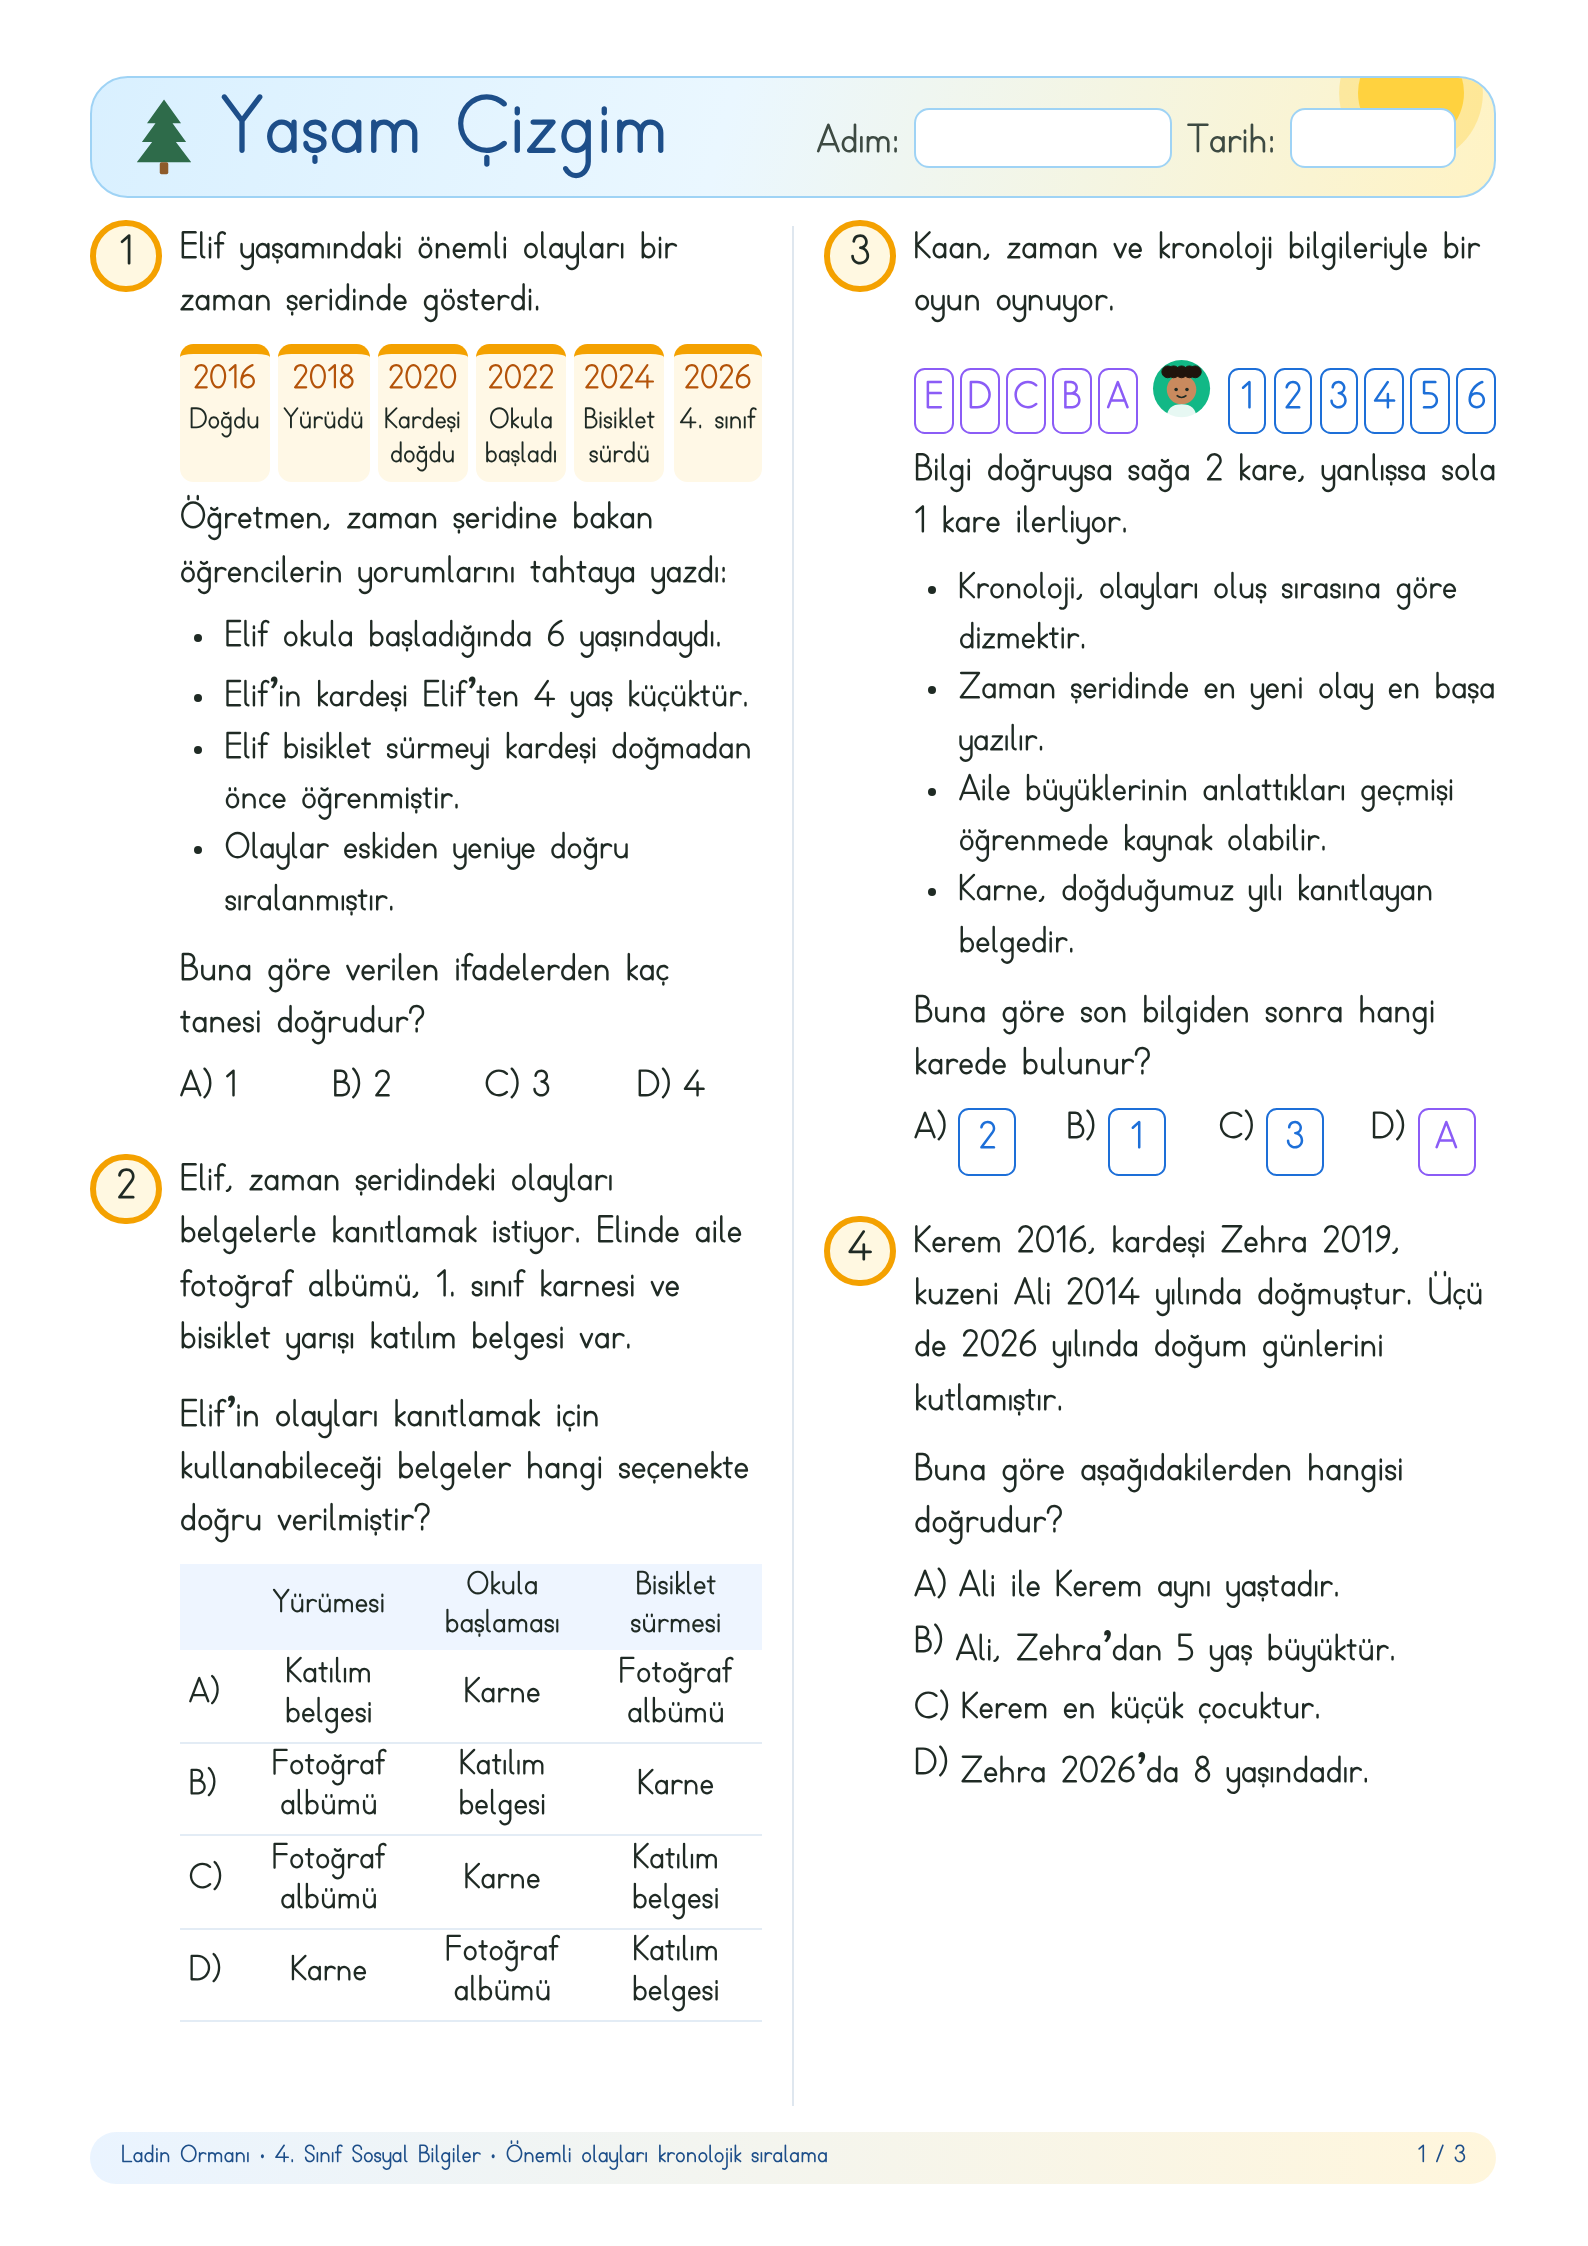 Yaşam Çizgim
Adım:
Tarih:
1
Elif yaşamındaki önemli olayları bir
zaman şeridinde gösterdi.
2016 2018 2020 2022 2024 2026
Doğdu Yürüdü Kardeşi Okula Bisiklet 4. sınıf
doğdu başladı sürdü
Öğretmen, zaman şeridine bakan
öğrencilerin yorumlarını tahtaya yazdı:
• Elif okula başladığında 6 yaşındaydı.
• Elif’in kardeşi Elif’ten 4 yaş küçüktür.
• Elif bisiklet sürmeyi kardeşi doğmadan
önce öğrenmiştir.
• Olaylar eskiden yeniye doğru
sıralanmıştır.
Buna göre verilen ifadelerden kaç
tanesi doğrudur?
A) 1 B) 2 C) 3 D) 4
2
Elif, zaman şeridindeki olayları
belgelerle kanıtlamak istiyor. Elinde aile
fotoğraf albümü, 1. sınıf karnesi ve
bisiklet yarışı katılım belgesi var.
Elif’in olayları kanıtlamak için
kullanabileceği belgeler hangi seçenekte
doğru verilmiştir?
Yürümesi Okula başlaması Bisiklet sürmesi
A) Katılım belgesi Karne Fotoğraf albümü
B) Fotoğraf albümü Katılım belgesi Karne
C) Fotoğraf albümü Karne Katılım belgesi
D) Karne Fotoğraf albümü Katılım belgesi
3
Kaan, zaman ve kronoloji bilgileriyle bir
oyun oynuyor.
E D C B A 1 2 3 4 5 6
Bilgi doğruysa sağa 2 kare, yanlışsa sola
1 kare ilerliyor.
• Kronoloji, olayları oluş sırasına göre
dizmektir.
• Zaman şeridinde en yeni olay en başa
yazılır.
• Aile büyüklerinin anlattıkları geçmişi
öğrenmede kaynak olabilir.
• Karne, doğduğumuz yılı kanıtlayan
belgedir.
Buna göre son bilgiden sonra hangi
karede bulunur?
A) 2 B) 1 C) 3 D) A
4
Kerem 2016, kardeşi Zehra 2019,
kuzeni Ali 2014 yılında doğmuştur. Üçü
de 2026 yılında doğum günlerini
kutlamıştır.
Buna göre aşağıdakilerden hangisi
doğrudur?
A) Ali ile Kerem aynı yaştadır.
B) Ali, Zehra’dan 5 yaş büyüktür.
C) Kerem en küçük çocuktur.
D) Zehra 2026’da 8 yaşındadır.
Ladin Ormanı • 4. Sınıf Sosyal Bilgiler • Önemli olayları kronolojik sıralama
1 / 3